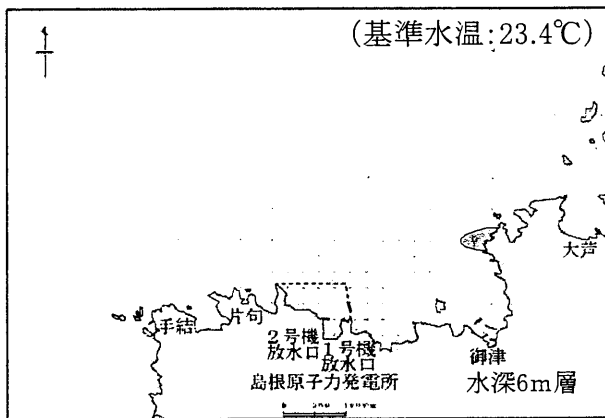 (基準水温:23.4℃)
大芦
手結
片句
2号機
放水口
1号機
放水口
御津
島根原子力発電所
水深6m層